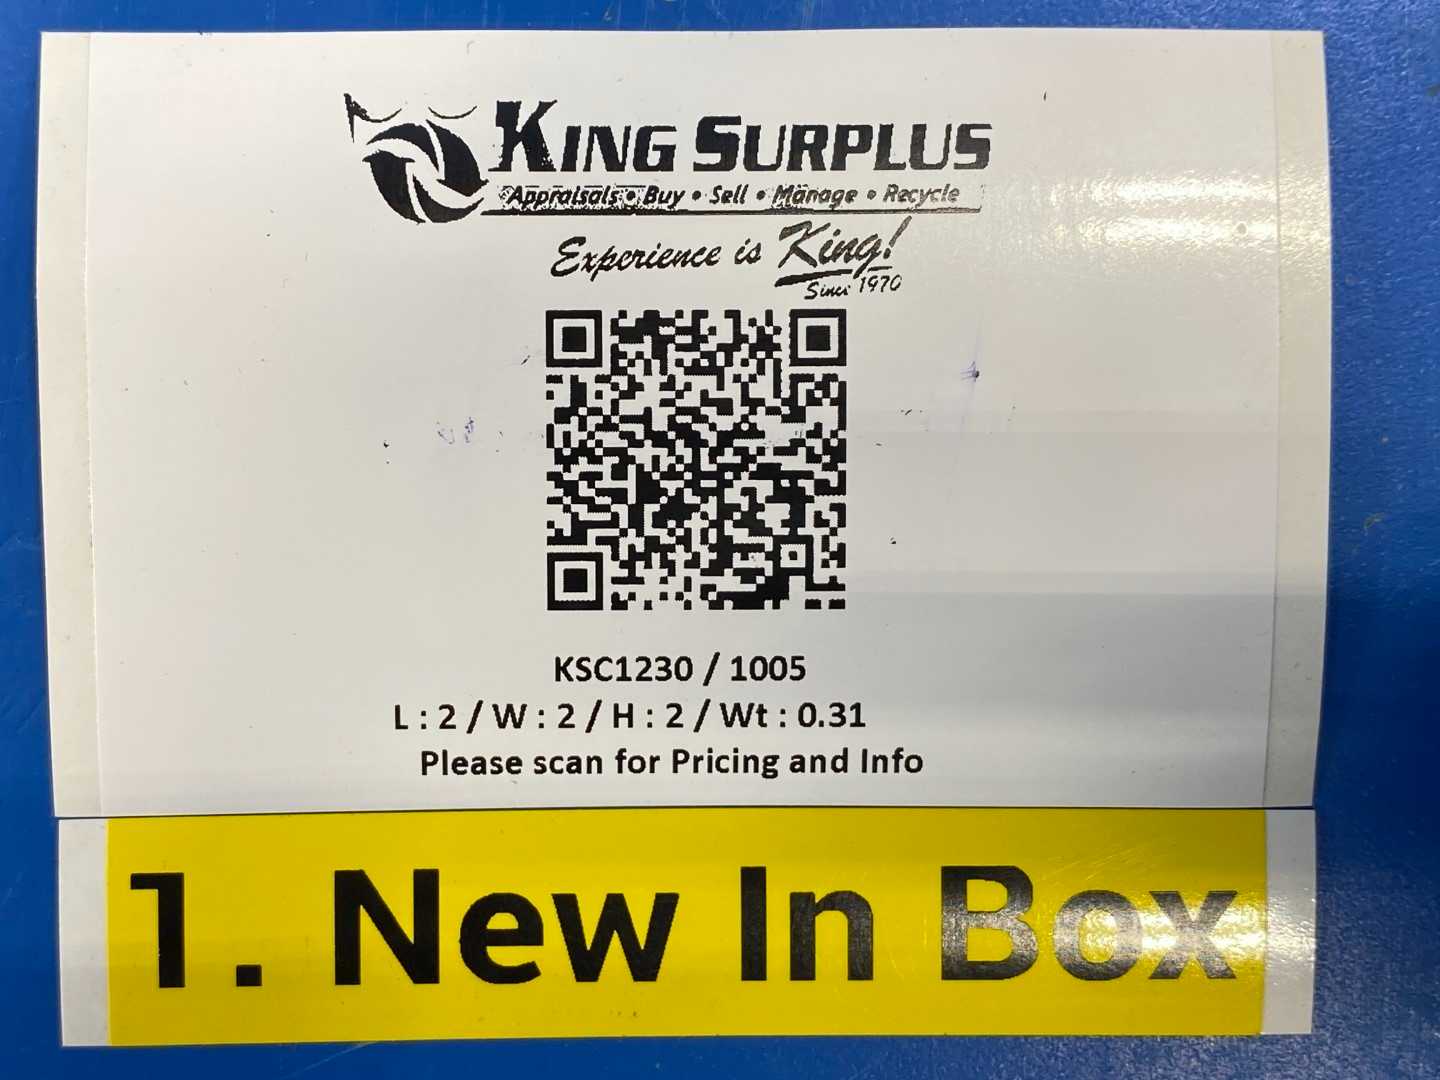 KING SURPLUS
Appraisals • Buy • Sell • Manage • Recycle
Experience is King!
Since 1970
KSC1230 / 1005
L : 2 / W : 2 / H : 2 / Wt : 0.31
Please scan for Pricing and Info
1. New In Box